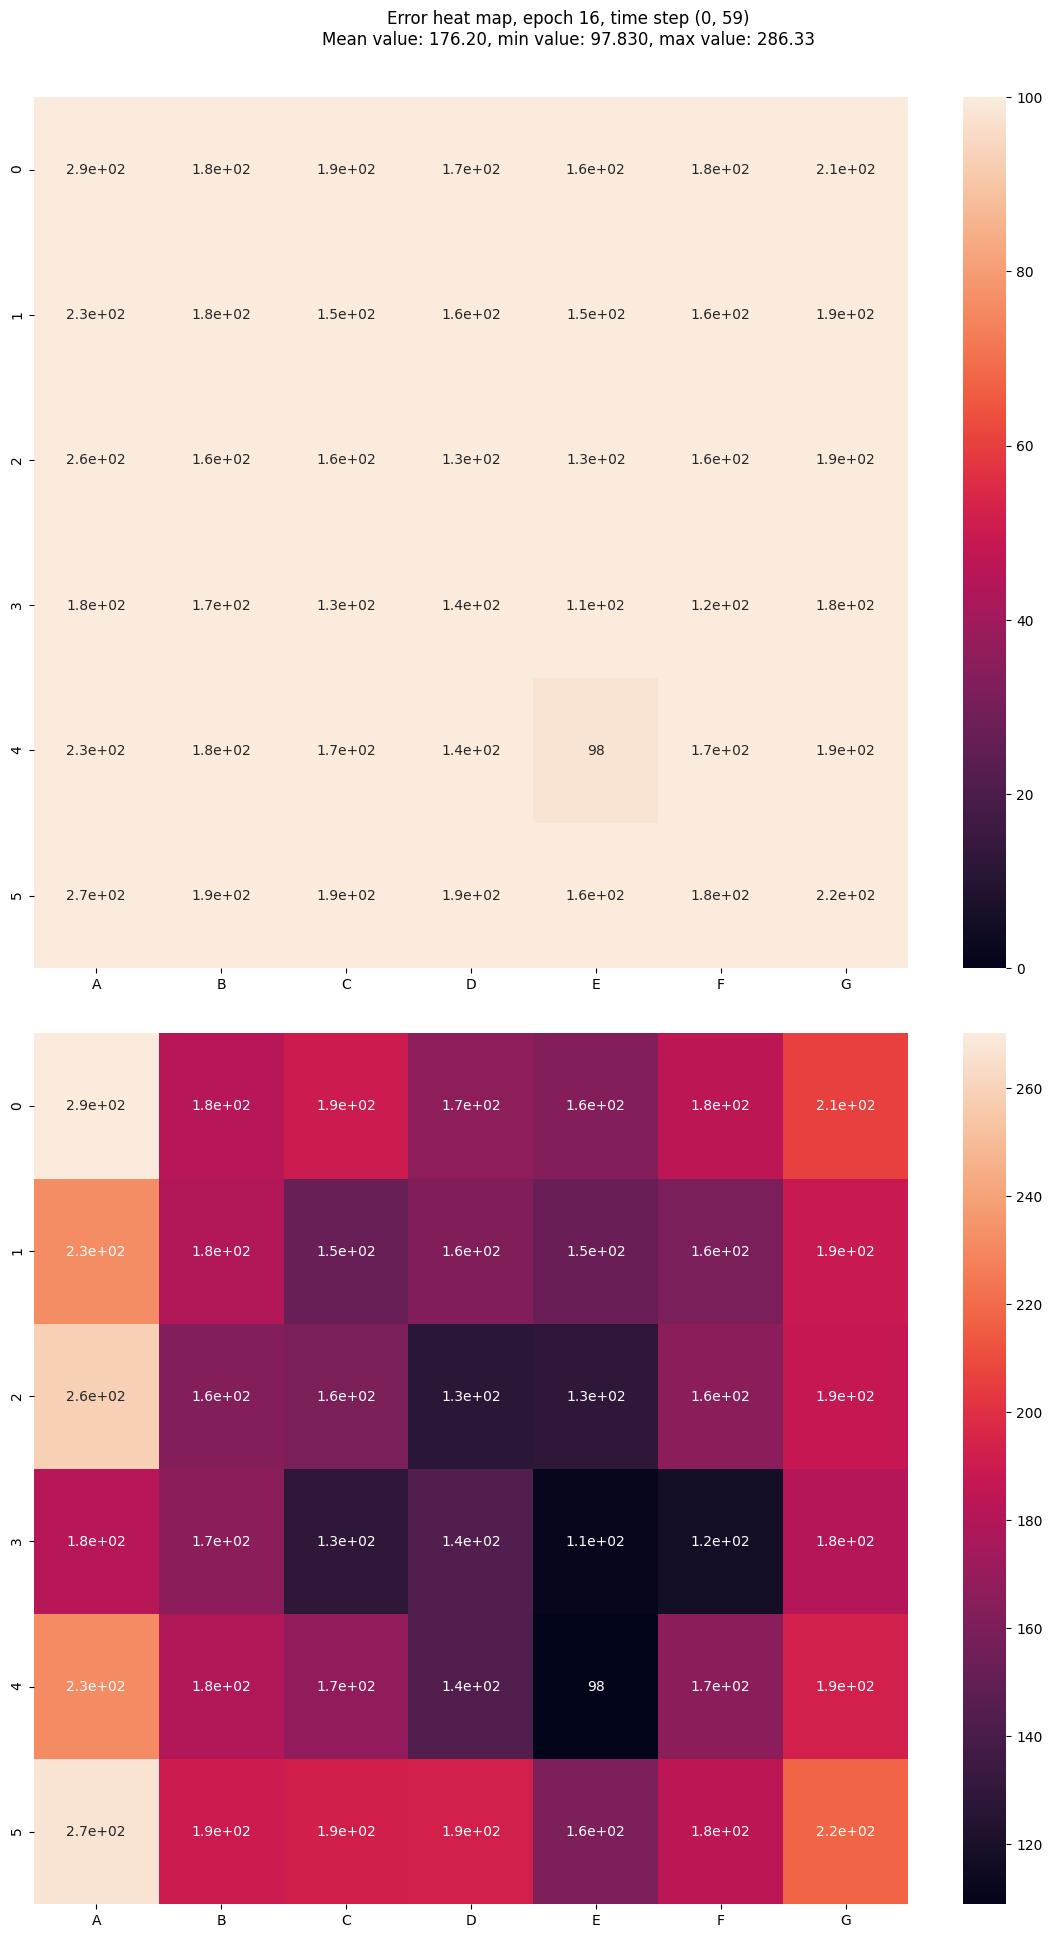 Error heat map, epoch 16, time step (0, 59)
Mean value: 176.20, min value: 97.830, max value: 286.33
100
0 2.9e+02 1.8e+02 1.9e+02 1.7e+02 1.6e+02 1.8e+02 2.1e+02
80
1 2.3e+02 1.8e+02 1.5e+02 1.6e+02 1.5e+02 1.6e+02 1.9e+02
60
2 2.6e+02 1.6e+02 1.6e+02 1.3e+02 1.3e+02 1.6e+02 1.9e+02
3 1.8e+02 1.7e+02 1.3e+02 1.4e+02 1.1e+02 1.2e+02 1.8e+02
40
4 2.3e+02 1.8e+02 1.7e+02 1.4e+02 98 1.7e+02 1.9e+02
20
5 2.7e+02 1.9e+02 1.9e+02 1.9e+02 1.6e+02 1.8e+02 2.2e+02
0
A B C D E F G
260
0 2.9e+02 1.8e+02 1.9e+02 1.7e+02 1.6e+02 1.8e+02 2.1e+02
240
1 2.3e+02 1.8e+02 1.5e+02 1.6e+02 1.5e+02 1.6e+02 1.9e+02
220
2 2.6e+02 1.6e+02 1.6e+02 1.3e+02 1.3e+02 1.6e+02 1.9e+02
200
180
3 1.8e+02 1.7e+02 1.3e+02 1.4e+02 1.1e+02 1.2e+02 1.8e+02
160
4 2.3e+02 1.8e+02 1.7e+02 1.4e+02 98 1.7e+02 1.9e+02
140
5 2.7e+02 1.9e+02 1.9e+02 1.9e+02 1.6e+02 1.8e+02 2.2e+02
120
A B C D E F G